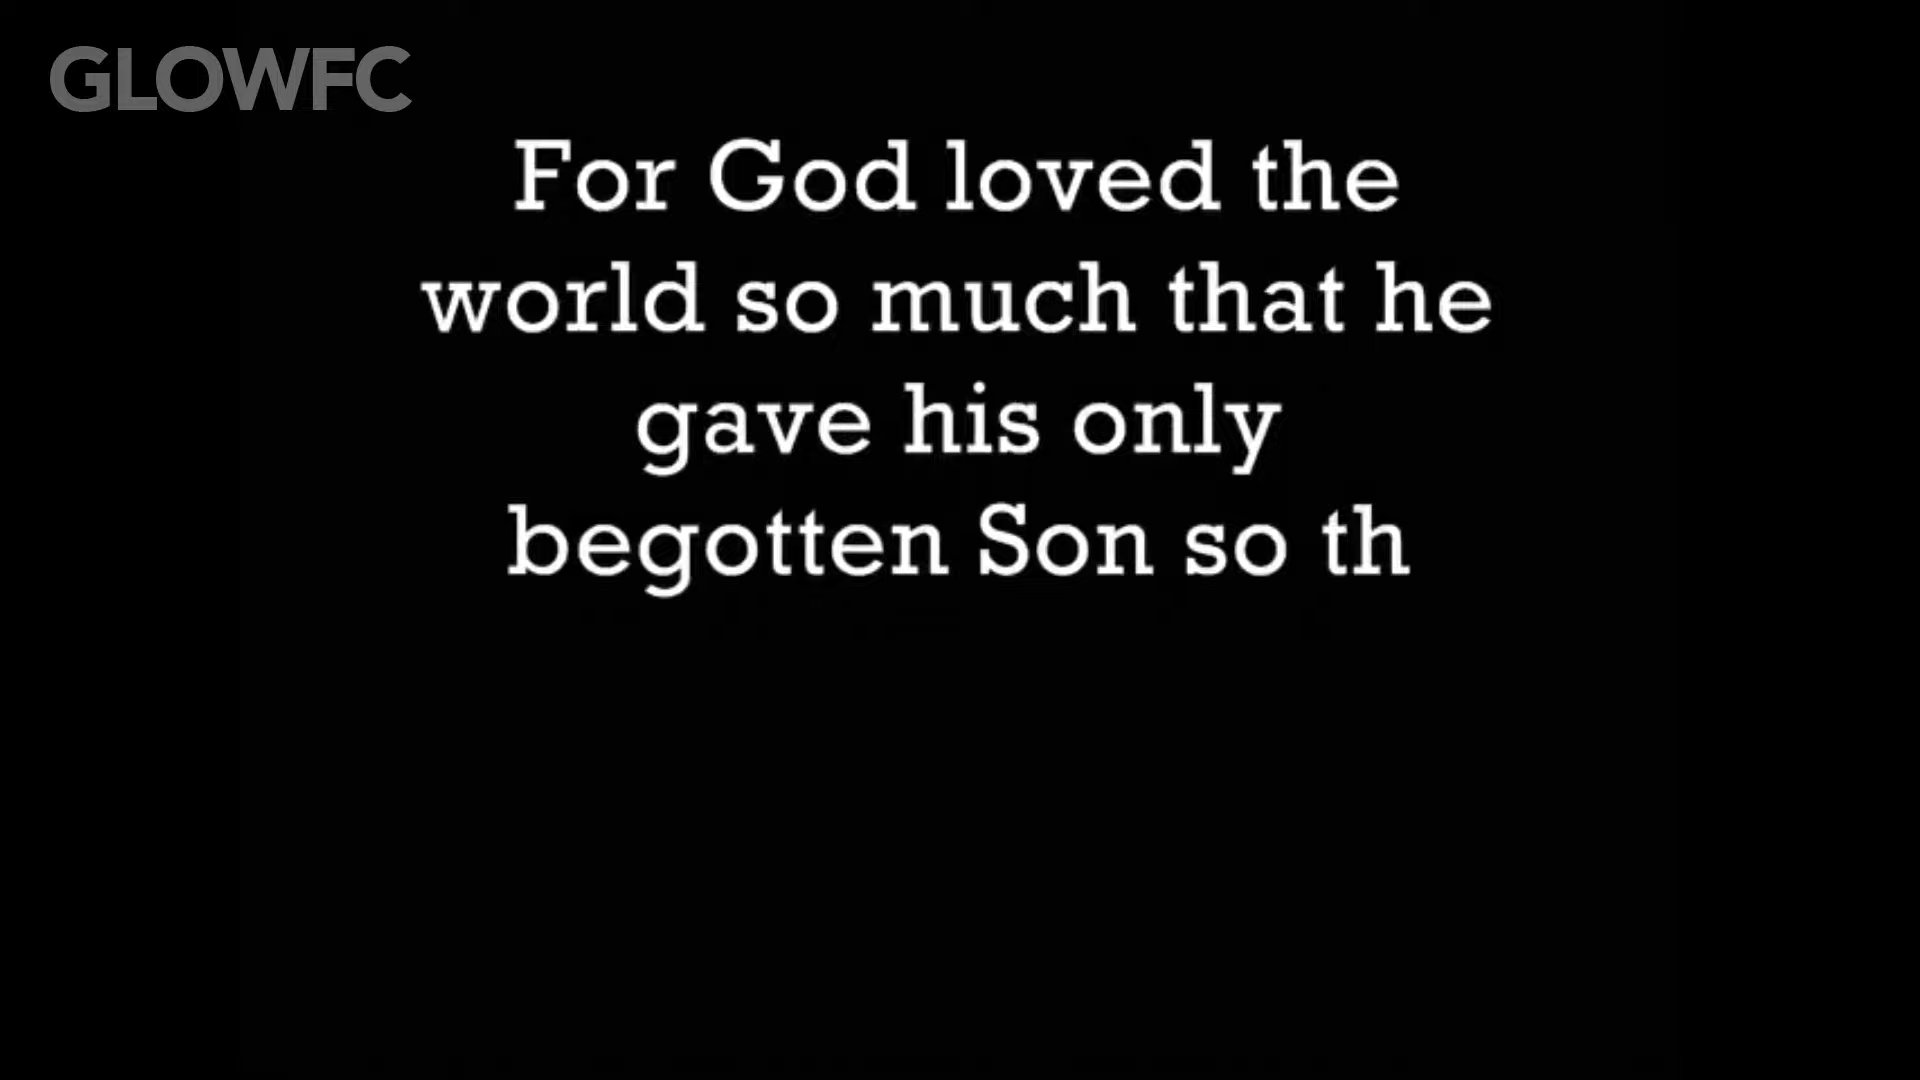 GLOWFC
For God loved the
world so much that he
gave his only
begotten Son so th